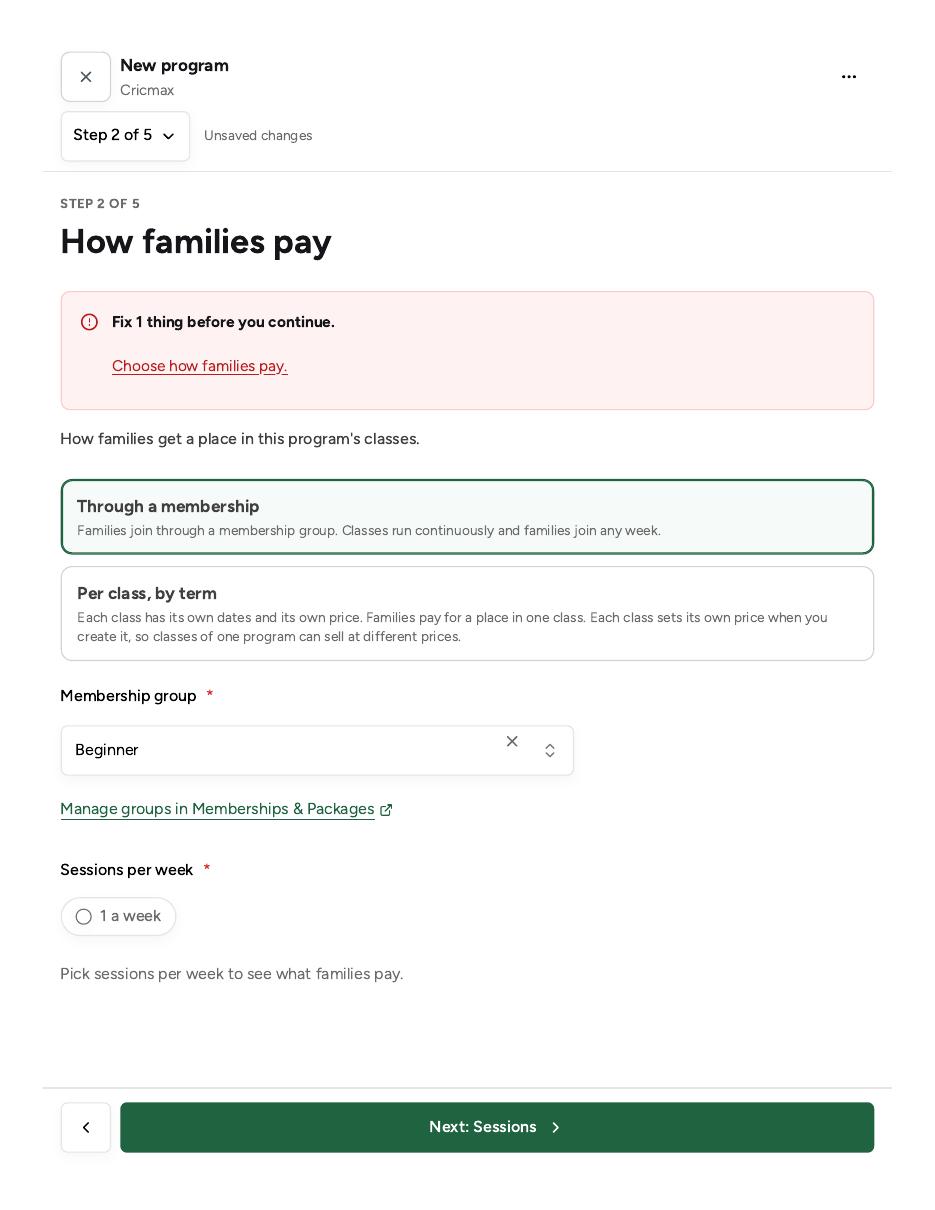 New program
Cricmax
Step 2 of 5
Unsaved changes
STEP 2 OF 5
How families pay
Fix 1 thing before you continue.
Choose how families pay.
How families get a place in this program's classes.
Through a membership
Families join through a membership group. Classes run continuously and families join any week.
Per class, by term
Each class has its own dates and its own price. Families pay for a place in one class. Each class sets its own price when you
create it, so classes of one program can sell at different prices.
Membership group *
Beginner
Manage groups in Memberships & Packages
Sessions per week *
1 a week
Pick sessions per week to see what families pay.
Next: Sessions